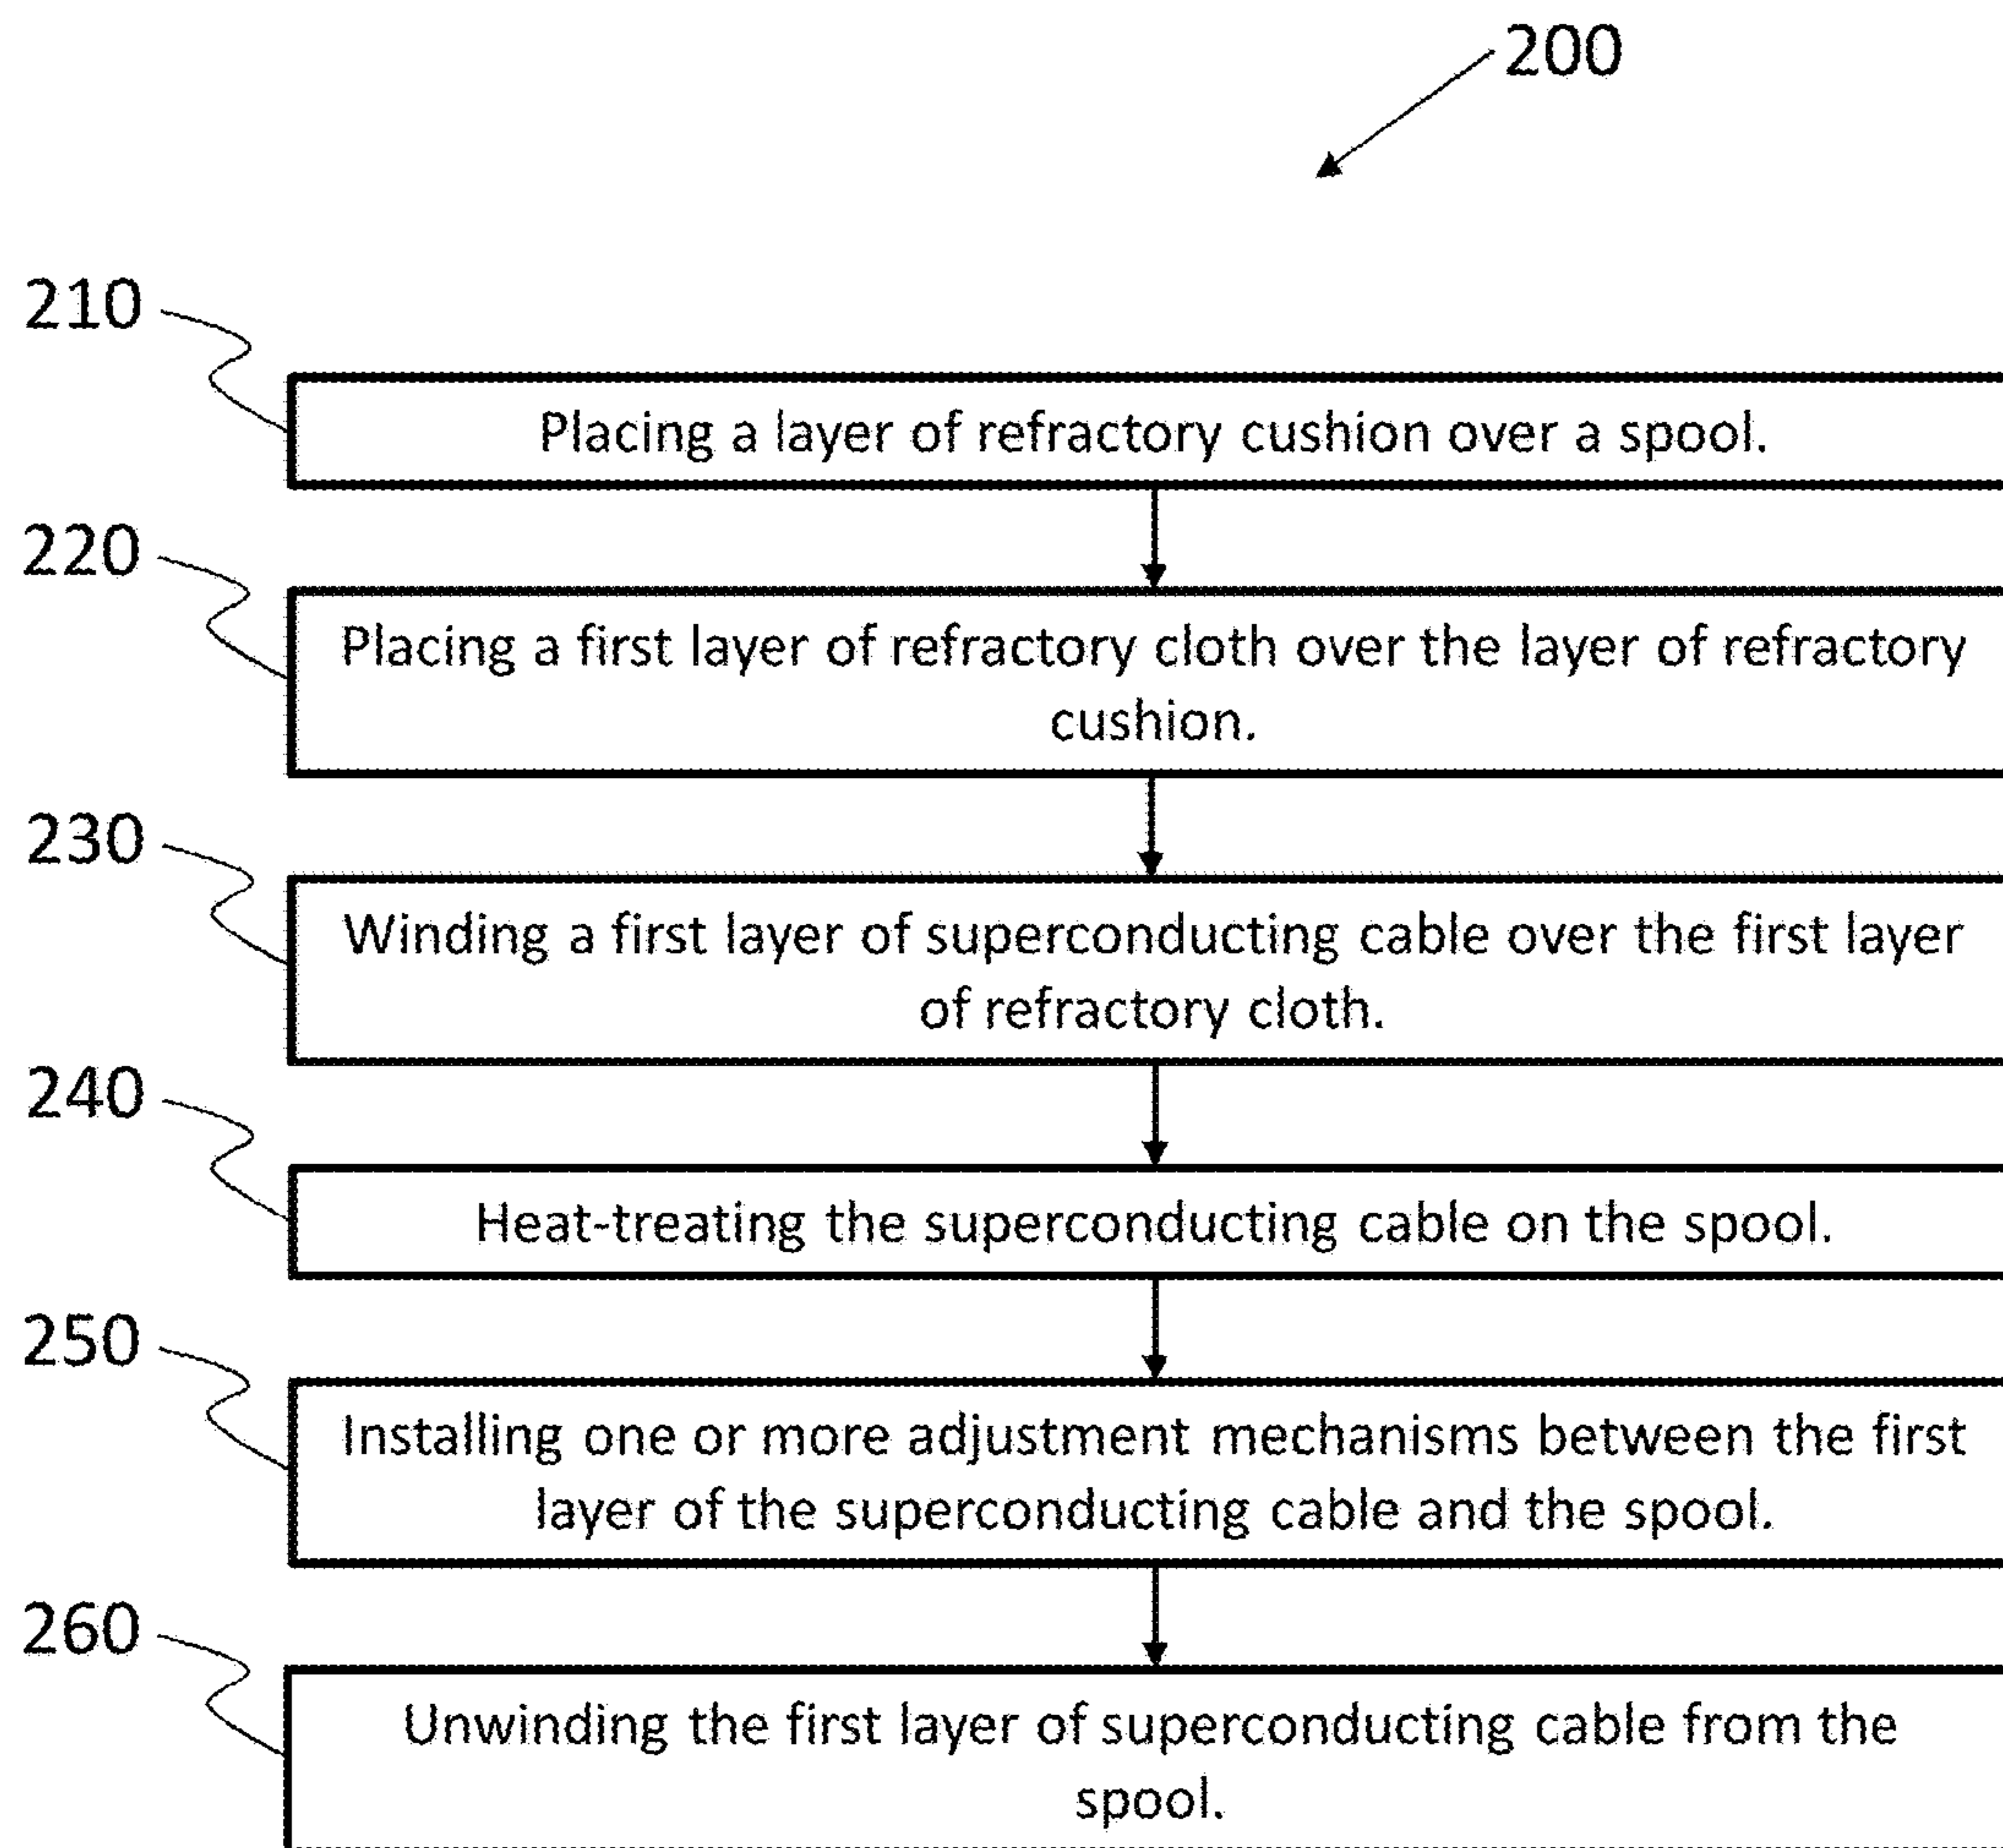 200
210
Placing a layer of refractory cushion over a spool.
220
Placing a first layer of refractory cloth over the layer of refractory
cushion.
230
Winding a first layer of superconducting cable over the first layer
of refractory cloth.
240
Heat-treating the superconducting cable on the spool.
250
Installing one or more adjustment mechanisms between the first
layer of the superconducting cable and the spool.
260
Unwinding the first layer of superconducting cable from the
spool.